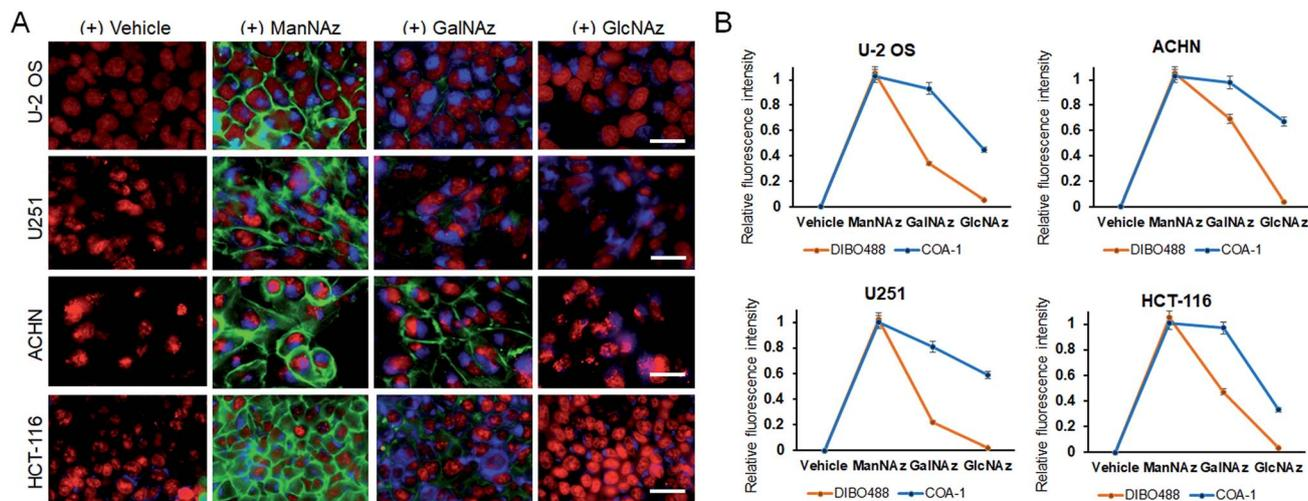 A
(+) Vehicle
(+) ManNAz
(+) GalNAz
(+) GlcNAz
U-2 OS
U251
ACHN
HCT-116
B
U-2 OS
Relative fluorescence intensity
1
0.8
0.6
0.4
0.2
0
Vehicle ManNAz GalNAz GlcNAz
DIBO488 COA-1
ACHN
Relative fluorescence intensity
1
0.8
0.6
0.4
0.2
0
Vehicle ManNAz GalNAz GlcNAz
DIBO488 COA-1
U251
Relative fluorescence intensity
1
0.8
0.6
0.4
0.2
0
Vehicle ManNAz GalNAz GlcNAz
DIBO488 COA-1
HCT-116
Relative fluorescence intensity
1
0.8
0.6
0.4
0.2
0
Vehicle ManNAz GalNAz GlcNAz
DIBO488 COA-1